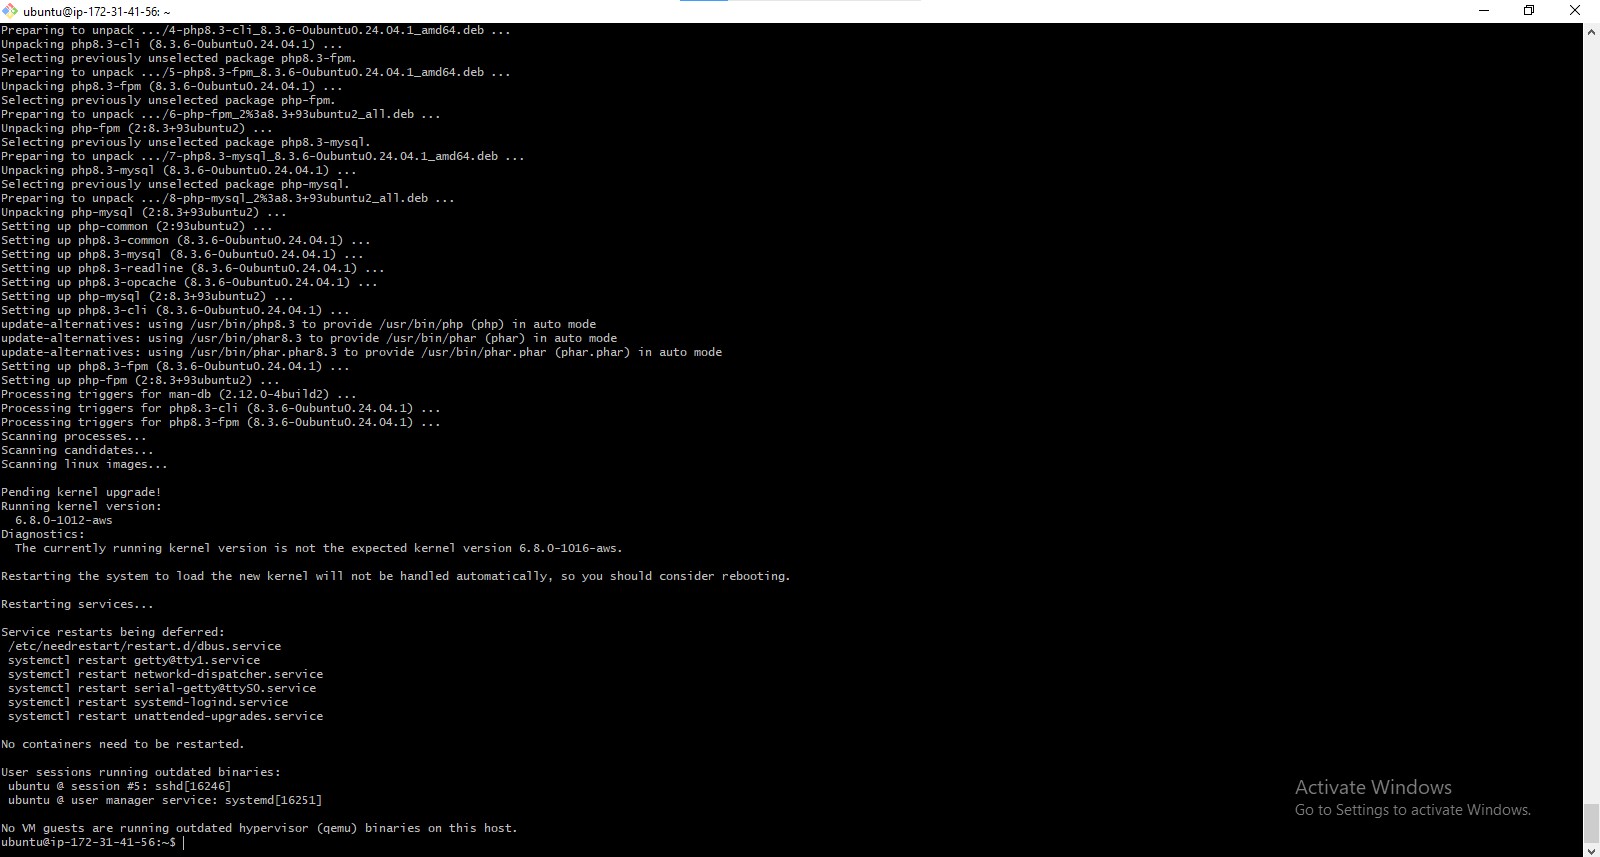 ubuntu@ip-172-31-41-56: ~
Preparing to unpack .../4-php8.3-cli_8.3.6-0ubuntu0.24.04.1_amd64.deb ...
Unpacking php8.3-cli (8.3.6-0ubuntu0.24.04.1) ...
Selecting previously unselected package php8.3-fpm.
Preparing to unpack .../5-php8.3-fpm_8.3.6-0ubuntu0.24.04.1_amd64.deb ...
Unpacking php8.3-fpm (8.3.6-0ubuntu0.24.04.1) ...
Selecting previously unselected package php-fpm.
Preparing to unpack .../6-php-fpm_2%3a8.3+93ubuntu2_all.deb ...
Unpacking php-fpm (2:8.3+93ubuntu2) ...
Selecting previously unselected package php8.3-mysql.
Preparing to unpack .../7-php8.3-mysql_8.3.6-0ubuntu0.24.04.1_amd64.deb ...
Unpacking php8.3-mysql (8.3.6-0ubuntu0.24.04.1) ...
Selecting previously unselected package php-mysql.
Preparing to unpack .../8-php-mysql_2%3a8.3+93ubuntu2_all.deb ...
Unpacking php-mysql (2:8.3+93ubuntu2) ...
Setting up php-common (2:93ubuntu2) ...
Setting up php8.3-common (8.3.6-0ubuntu0.24.04.1) ...
Setting up php8.3-mysql (8.3.6-0ubuntu0.24.04.1) ...
Setting up php8.3-readline (8.3.6-0ubuntu0.24.04.1) ...
Setting up php8.3-opcache (8.3.6-0ubuntu0.24.04.1) ...
Setting up php-mysql (2:8.3+93ubuntu2) ...
Setting up php8.3-cli (8.3.6-0ubuntu0.24.04.1) ...
update-alternatives: using /usr/bin/php8.3 to provide /usr/bin/php (php) in auto mode
update-alternatives: using /usr/bin/phar8.3 to provide /usr/bin/phar (phar) in auto mode
update-alternatives: using /usr/bin/phar.phar8.3 to provide /usr/bin/phar.phar (phar.phar) in auto mode
Setting up php8.3-fpm (8.3.6-0ubuntu0.24.04.1) ...
Setting up php-fpm (2:8.3+93ubuntu2) ...
Processing triggers for man-db (2.12.0-4build2) ...
Processing triggers for php8.3-cli (8.3.6-0ubuntu0.24.04.1) ...
Processing triggers for php8.3-fpm (8.3.6-0ubuntu0.24.04.1) ...
Scanning processes...
Scanning candidates...
Scanning linux images...
Pending kernel upgrade!
Running kernel version:
6.8.0-1012-aws
Diagnostics:
The currently running kernel version is not the expected kernel version 6.8.0-1016-aws.
Restarting the system to load the new kernel will not be handled automatically, so you should consider rebooting.
Restarting services...
Service restarts being deferred:
/etc/needrestart/restart.d/dbus.service
systemctl restart getty@tty1.service
systemctl restart networkd-dispatcher.service
systemctl restart serial-getty@ttyS0.service
systemctl restart systemd-logind.service
systemctl restart unattended-upgrades.service
No containers need to be restarted.
User sessions running outdated binaries:
ubuntu @ session #5: sshd[16246]
ubuntu @ user manager service: systemd[16251]
No VM guests are running outdated hypervisor (qemu) binaries on this host.
ubuntu@ip-172-31-41-56:~$
Activate Windows
Go to Settings to activate Windows.